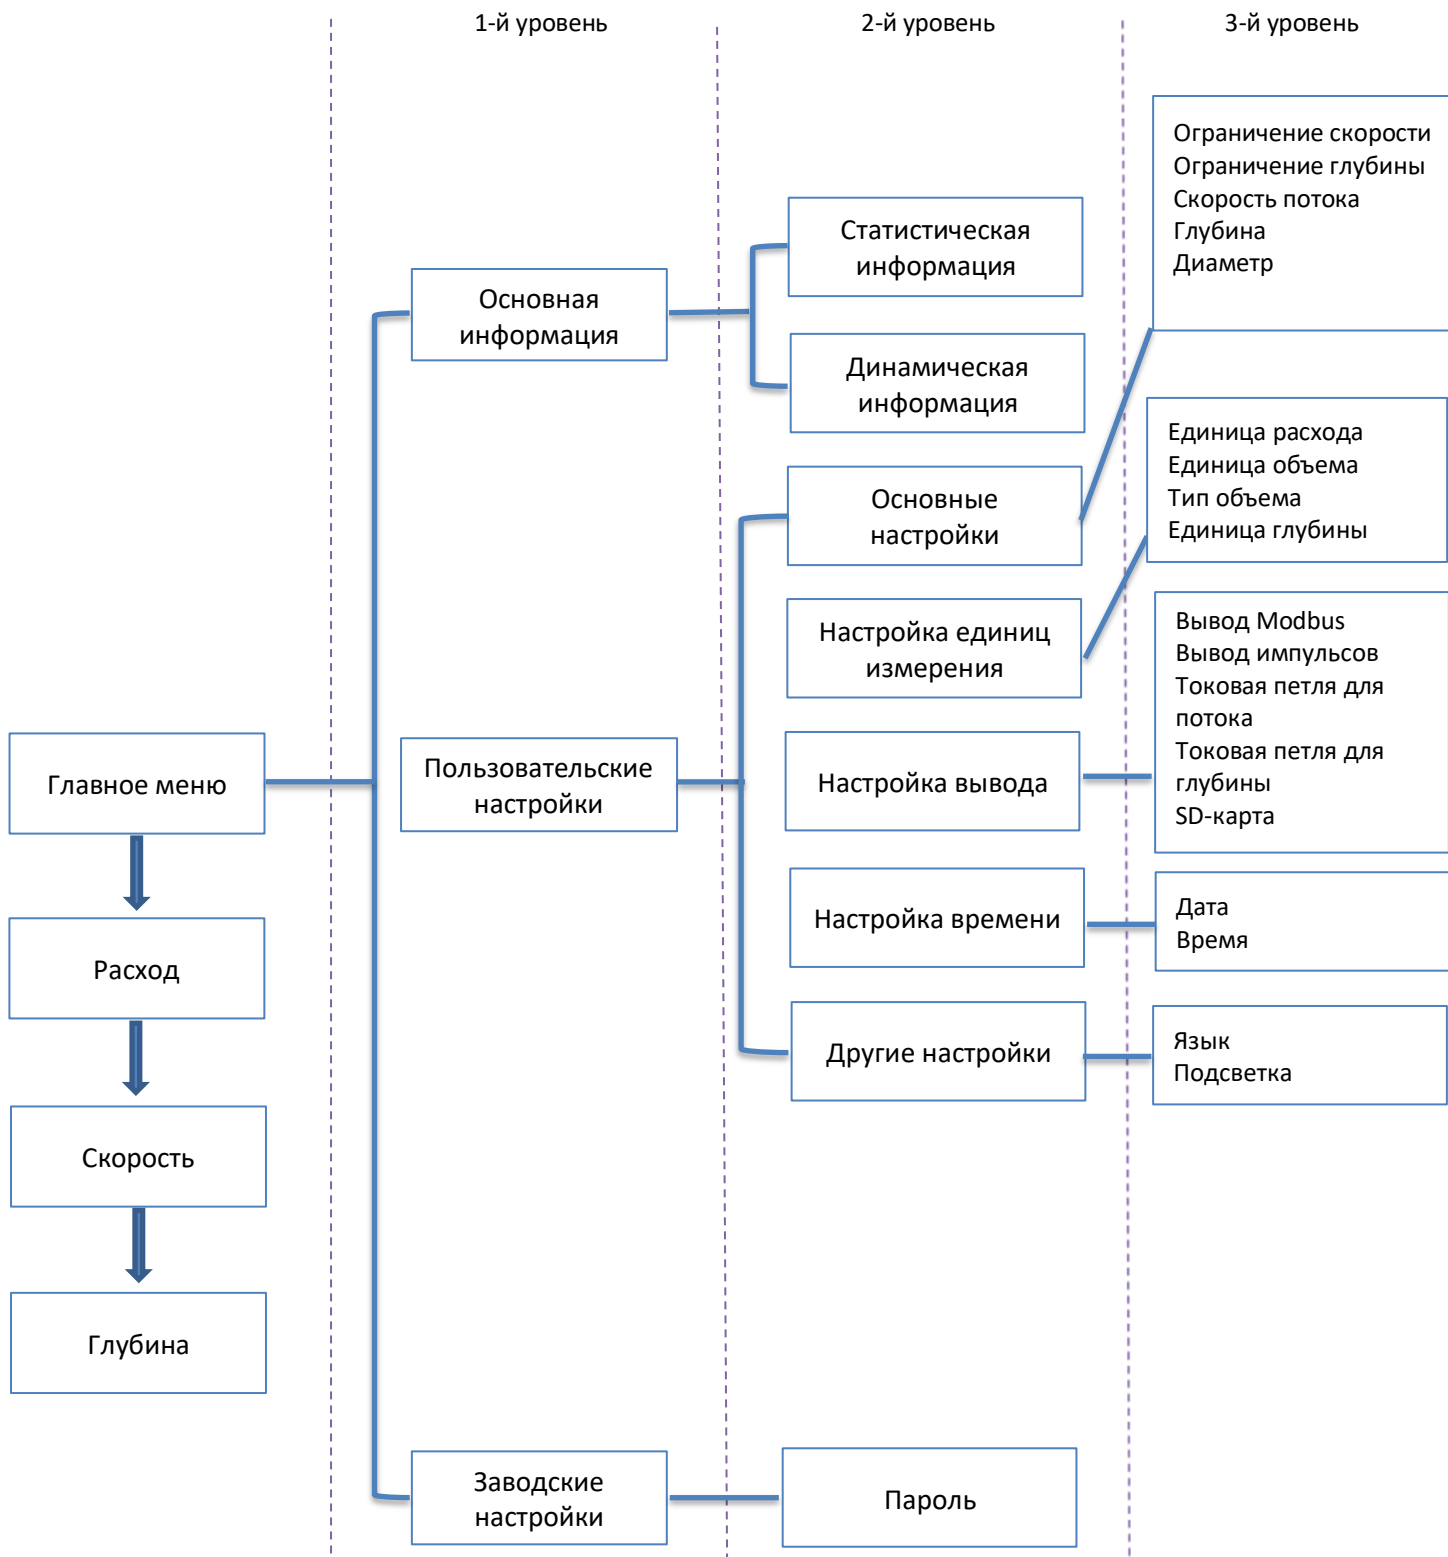 1-й уровень
2-й уровень
3-й уровень
Ограничение скорости
Ограничение глубины
Скорость потока
Глубина
Диаметр
Статистическая
информация
Основная
информация
Динамическая
информация
Единица расхода
Единица объема
Тип объема
Единица глубины
Основные
настройки
Настройка единиц
измерения
Вывод Modbus
Вывод импульсов
Токовая петля для
потока
Токовая петля для
глубины
SD-карта
Главное меню
Пользовательские
настройки
Настройка вывода
Расход
Настройка времени
Дата
Время
Другие настройки
Язык
Подсветка
Скорость
Глубина
Заводские
настройки
Пароль